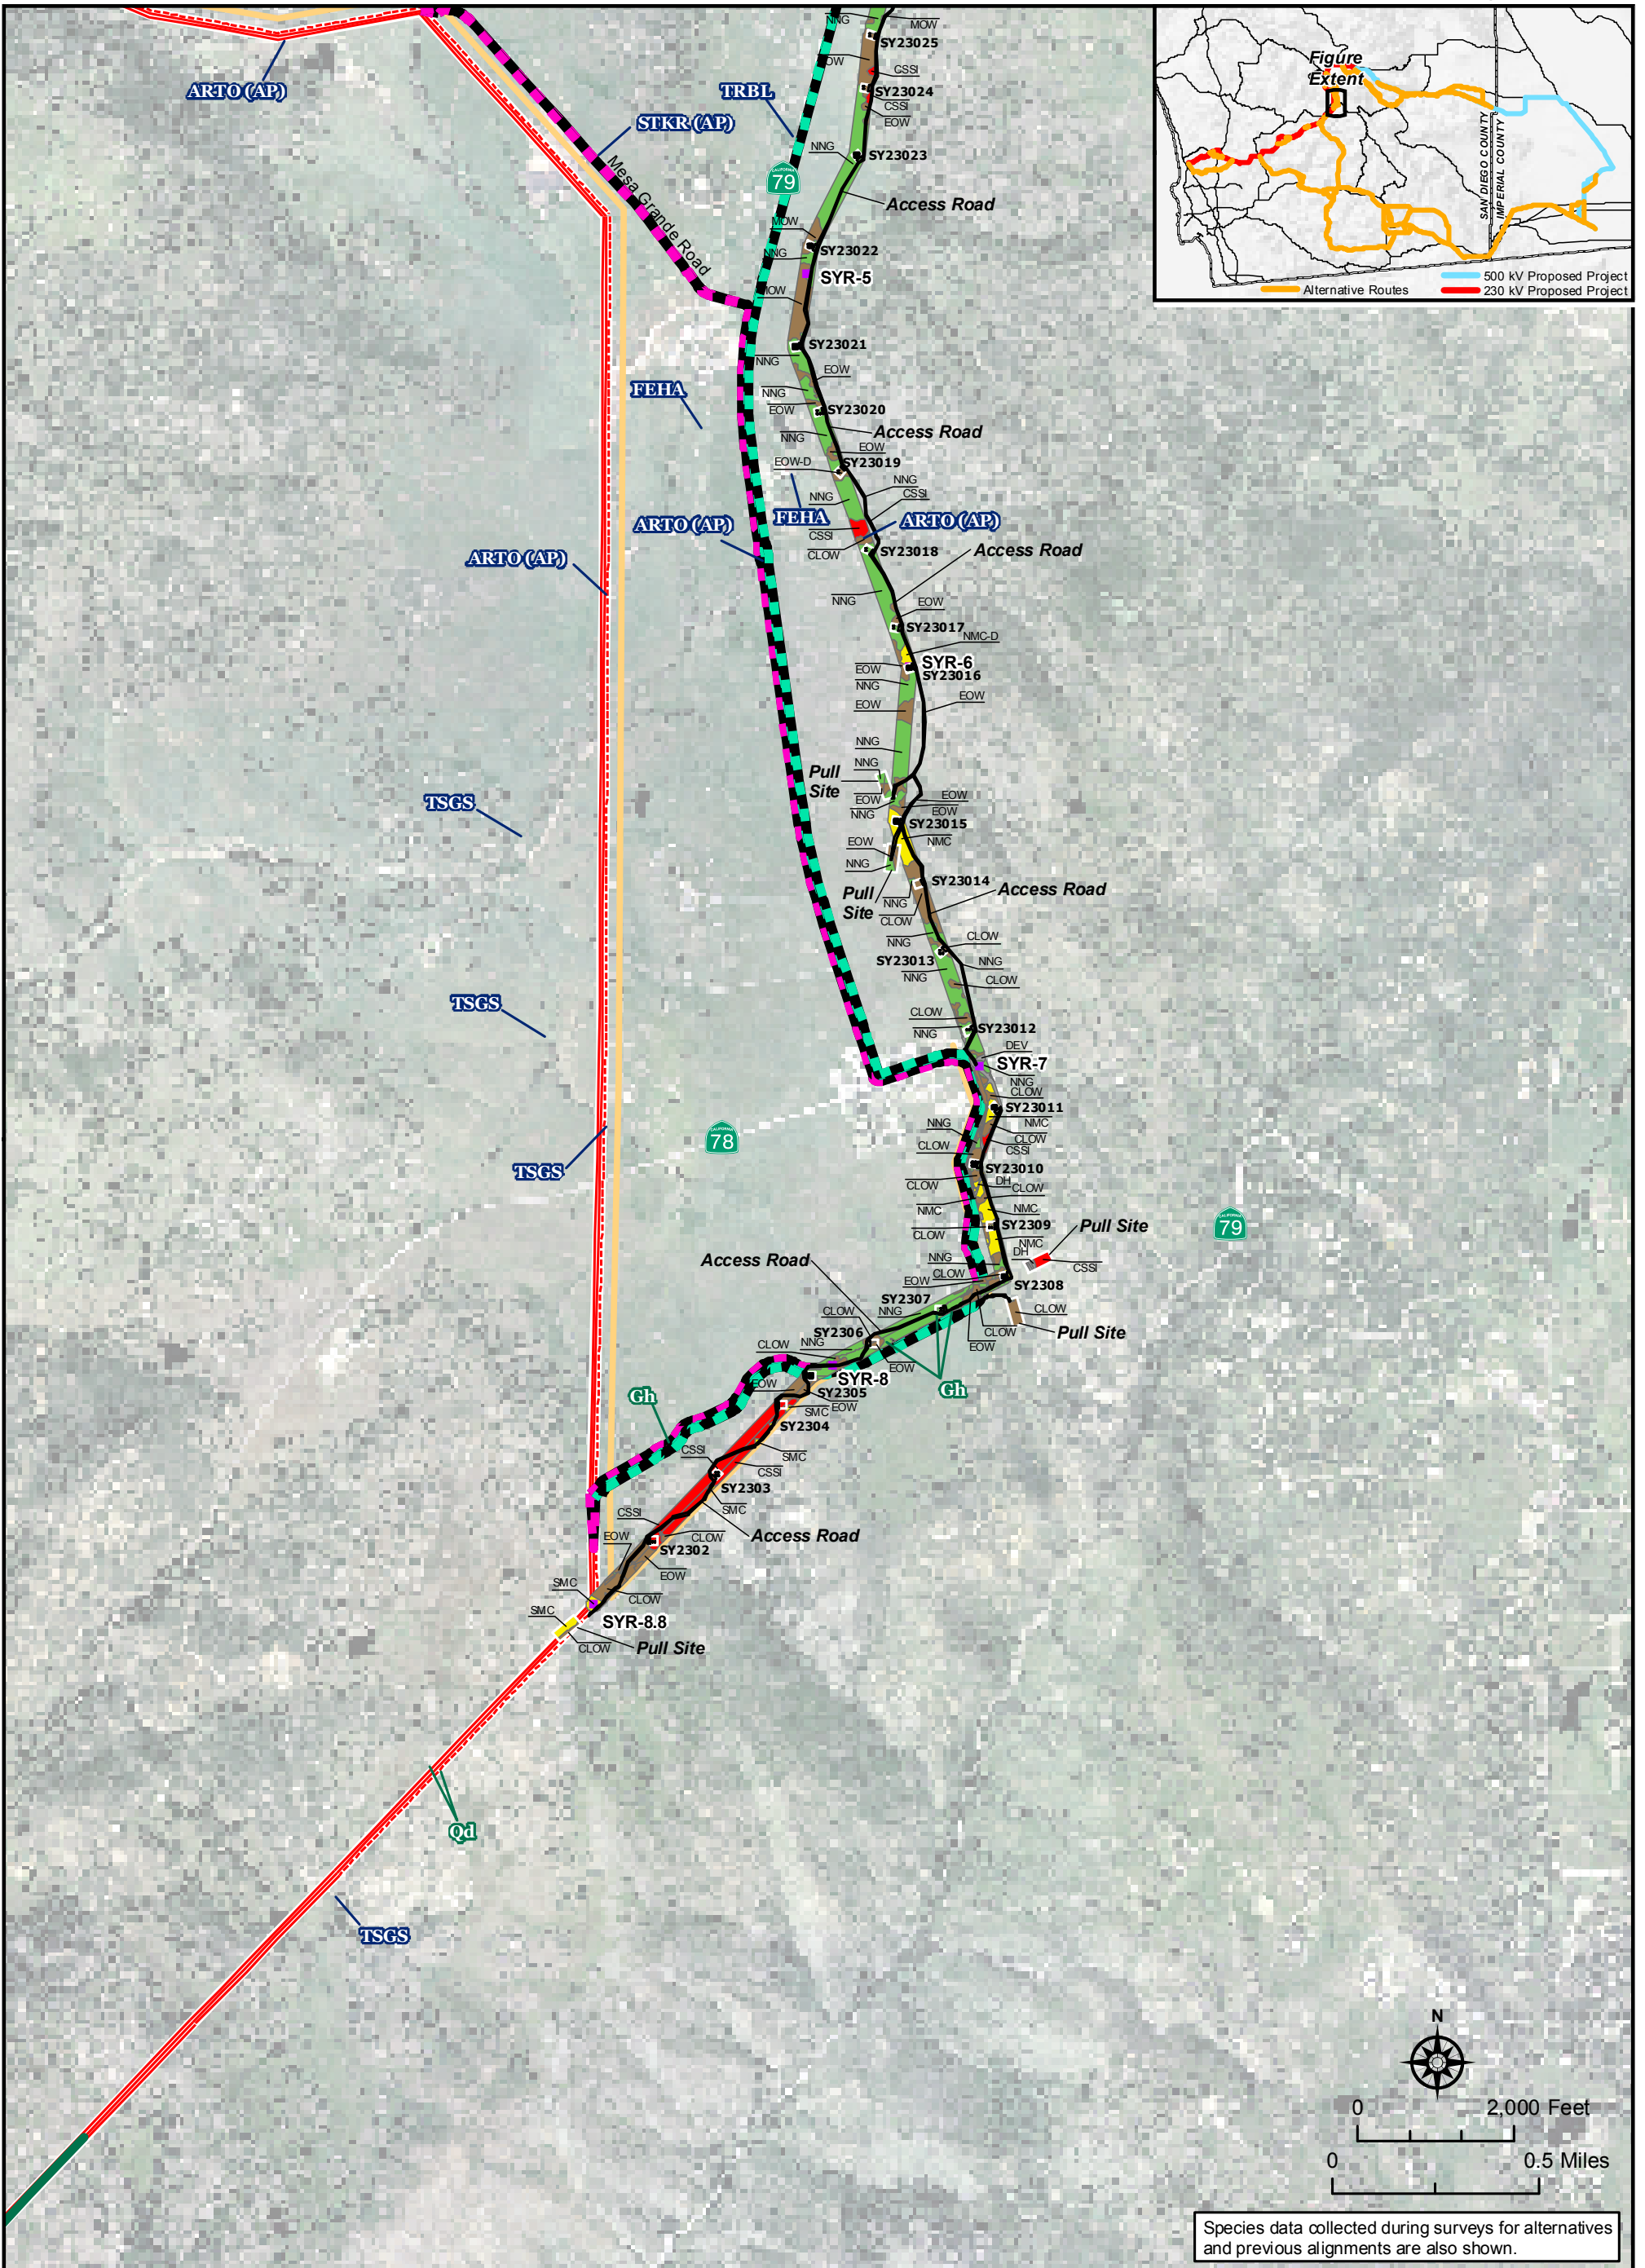 NNG
MOW
SY23025
OW
CSSI
ARTO (AP)
TRBL
SY23024
CSSI
STKR (AP)
EOW
NNG
SY23023
CALIFORNIA
79
Mesa Grande Road
Access Road
MOW
SY23022
NNG
SYR-5
MOW
SY23021
NNG
EOW
FEHA
NNG
EOW
SY23020
NNG
Access Road
EOW
EOW-D
SY23019
NNG
NNG
CSSI
ARTO (AP)
FEHA
ARTO (AP)
CSSI
CLOW
SY23018
Access Road
ARTO (AP)
NNG
EOW
SY23017
NMC-D
EOW
SYR-6
SY23016
NNG
EOW
EOW
NNG
NNG
Pull
Site
TSGS
EOW
EOW
NNG
EOW
SY23015
NMC
EOW
NNG
SY23014
Pull
Site
NNG
Access Road
CLOW
CLOW
NNG
SY23013
NNG
NNG
CLOW
TSGS
CLOW
SY23012
NNG
DEV
SYR-7
NNG
CLOW
SY23011
NNG
NMC
CALIFORNIA
78
CLOW
CLOW
CSSI
TSGS
SY23010
CLOW
DH
CLOW
NMC
NMC
CALIFORNIA
79
CLOW
SY2309
Pull Site
NMC
DH
Access Road
NNG
CSSI
CLOW
EOW
SY2308
SY2307
CLOW
NNG
CLOW
SY2306
CLOW
Pull Site
CLOW
NNG
EOW
EOW
SYR-8
EOW
Gh
Gh
SY2305
EOW
SMC
SY2304
CSSI
SMC
CSSI
SY2303
SMC
CSSI
Access Road
EOW
CLOW
SY2302
EOW
SMC
CLOW
SMC
SYR-8.8
CLOW
Pull Site
Qd
TSGS
Figure
Extent
SAN DIEGO COUNTY
IMPERIAL COUNTY
500 kV Proposed Project
Alternative Routes
230 kV Proposed Project
N
0 2,000 Feet
0 0.5 Miles
Species data collected during surveys for alternatives
and previous alignments are also shown.